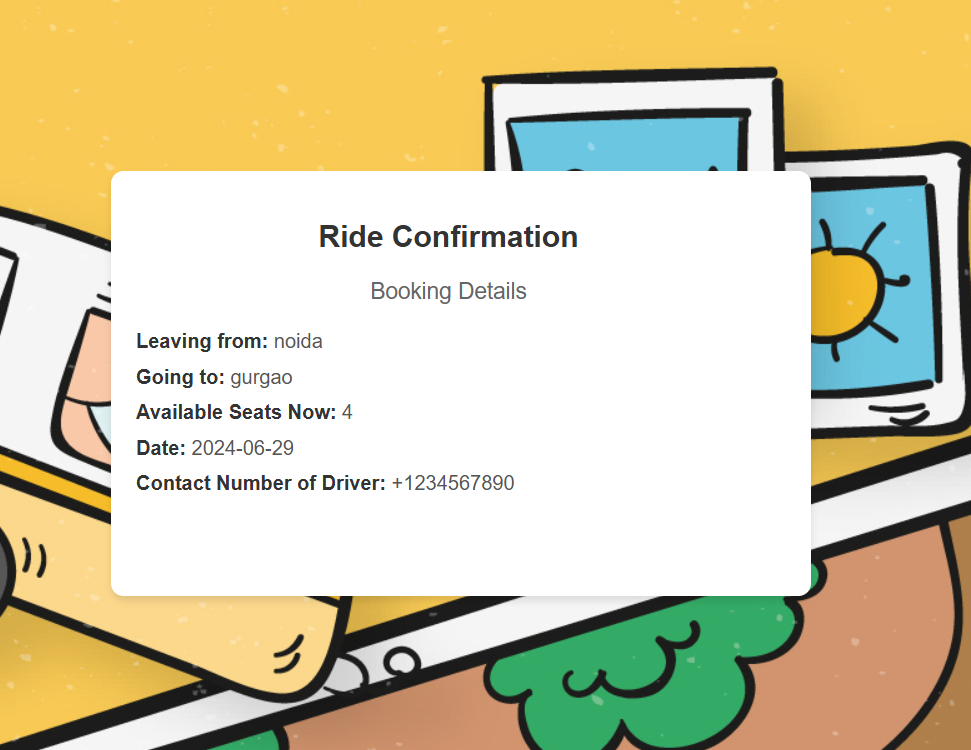 Ride Confirmation
Booking Details
Leaving from: noida
Going to: gurgao
Available Seats Now: 4
Date: 2024-06-29
Contact Number of Driver: +1234567890